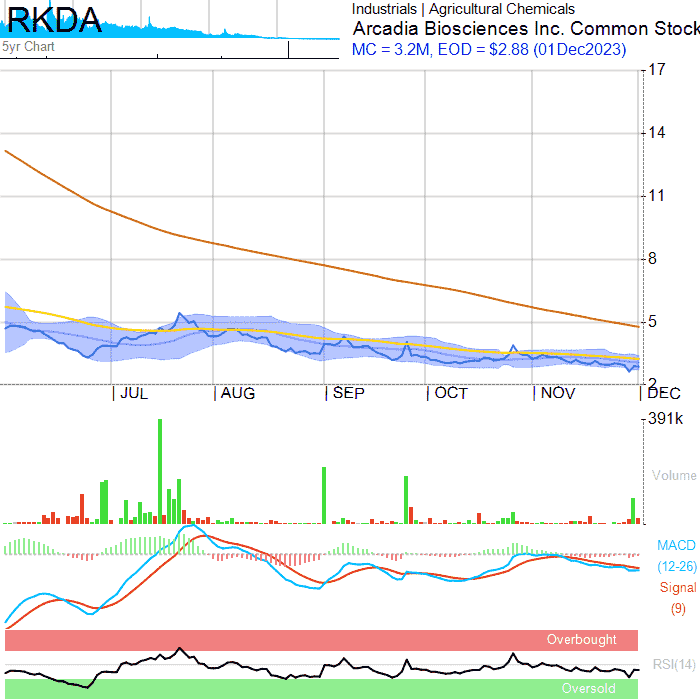 RKDA
5yr Chart
Industrials | Agricultural Chemicals
Arcadia Biosciences Inc. Common Stock
MC = 3.2M, EOD = $2.88 (01Dec2023)
17
14
11
8
5
2
JUL
AUG
SEP
OCT
NOV
DEC
391k
Volume
MACD
(12-26)
Signal
(9)
Overbought
RSI(14)
Oversold